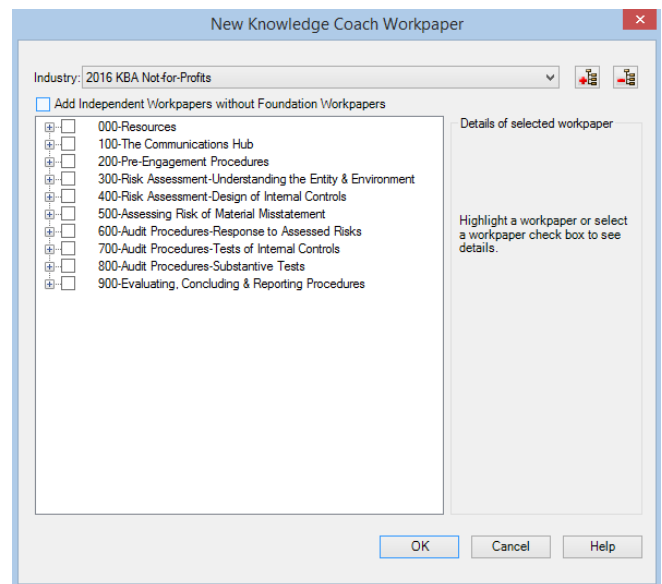 New Knowledge Coach Workpaper
Industry: 2016 KBA Not-for-Profits
Add Independent Workpapers without Foundation Workpapers
000-Resources
100-The Communications Hub
200-Pre-Engagement Procedures
300-Risk Assessment-Understanding the Entity & Environment
400-Risk Assessment-Design of Internal Controls
500-Assessing Risk of Material Misstatement
600-Audit Procedures-Response to Assessed Risks
700-Audit Procedures-Tests of Internal Controls
800-Audit Procedures-Substantive Tests
900-Evaluating, Concluding & Reporting Procedures
Details of selected workpaper
Highlight a workpaper or select
a workpaper check box to see
details.
OK Cancel Help